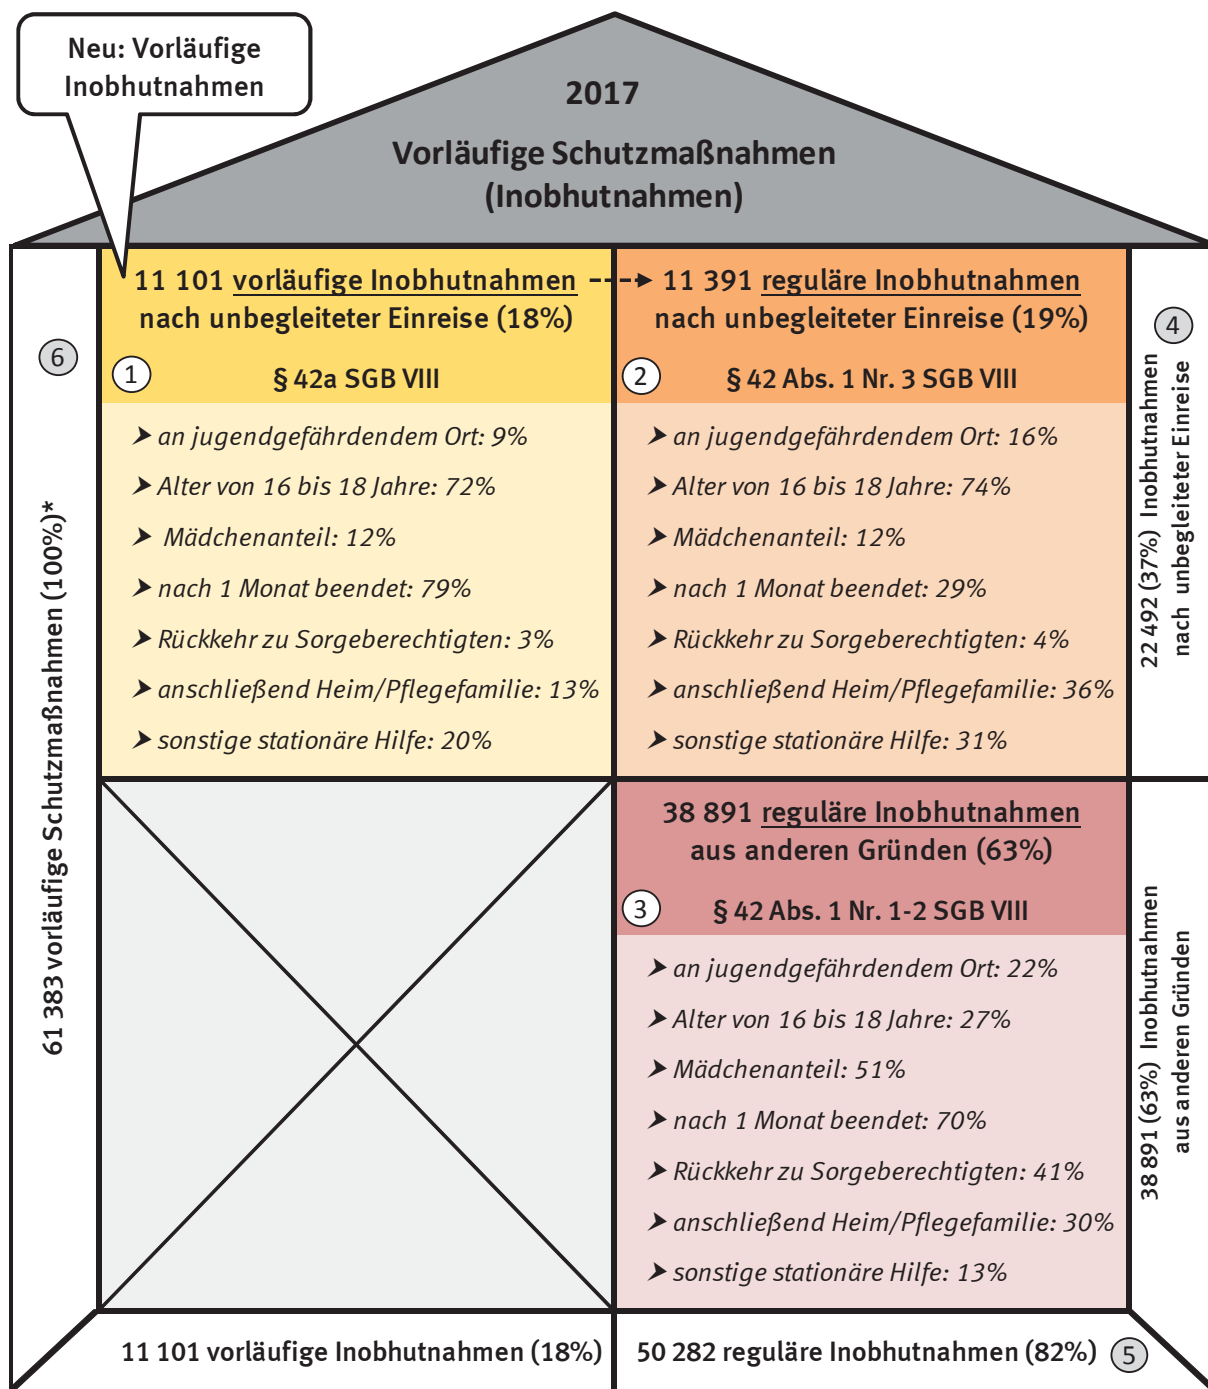 Neu: Vorläufige
Inobhutnahmen
2017
Vorläufige Schutzmaßnahmen
(Inobhutnahmen)
6
61 383 vorläufige Schutzmaßnahmen (100%)*
11 101 vorläufige Inobhutnahmen
nach unbegleiteter Einreise (18%)
1
§ 42a SGB VIII
➤ an jugendgefährdendem Ort: 9%
➤ Alter von 16 bis 18 Jahre: 72%
➤ Mädchenanteil: 12%
➤ nach 1 Monat beendet: 79%
➤ Rückkehr zu Sorgeberechtigten: 3%
➤ anschließend Heim/Pflegefamilie: 13%
➤ sonstige stationäre Hilfe: 20%
11 391 reguläre Inobhutnahmen
nach unbegleiteter Einreise (19%)
2
§ 42 Abs. 1 Nr. 3 SGB VIII
➤ an jugendgefährdendem Ort: 16%
➤ Alter von 16 bis 18 Jahre: 74%
➤ Mädchenanteil: 12%
➤ nach 1 Monat beendet: 29%
➤ Rückkehr zu Sorgeberechtigten: 4%
➤ anschließend Heim/Pflegefamilie: 36%
➤ sonstige stationäre Hilfe: 31%
4
22 492 (37%) Inobhutnahmen
nach unbegleiteter Einreise
38 891 reguläre Inobhutnahmen
aus anderen Gründen (63%)
3
§ 42 Abs. 1 Nr. 1-2 SGB VIII
➤ an jugendgefährdendem Ort: 22%
➤ Alter von 16 bis 18 Jahre: 27%
➤ Mädchenanteil: 51%
➤ nach 1 Monat beendet: 70%
➤ Rückkehr zu Sorgeberechtigten: 41%
➤ anschließend Heim/Pflegefamilie: 30%
➤ sonstige stationäre Hilfe: 13%
38 891 (63%) Inobhutnahmen
aus anderen Gründen
11 101 vorläufige Inobhutnahmen (18%)
50 282 reguläre Inobhutnahmen (82%)
5